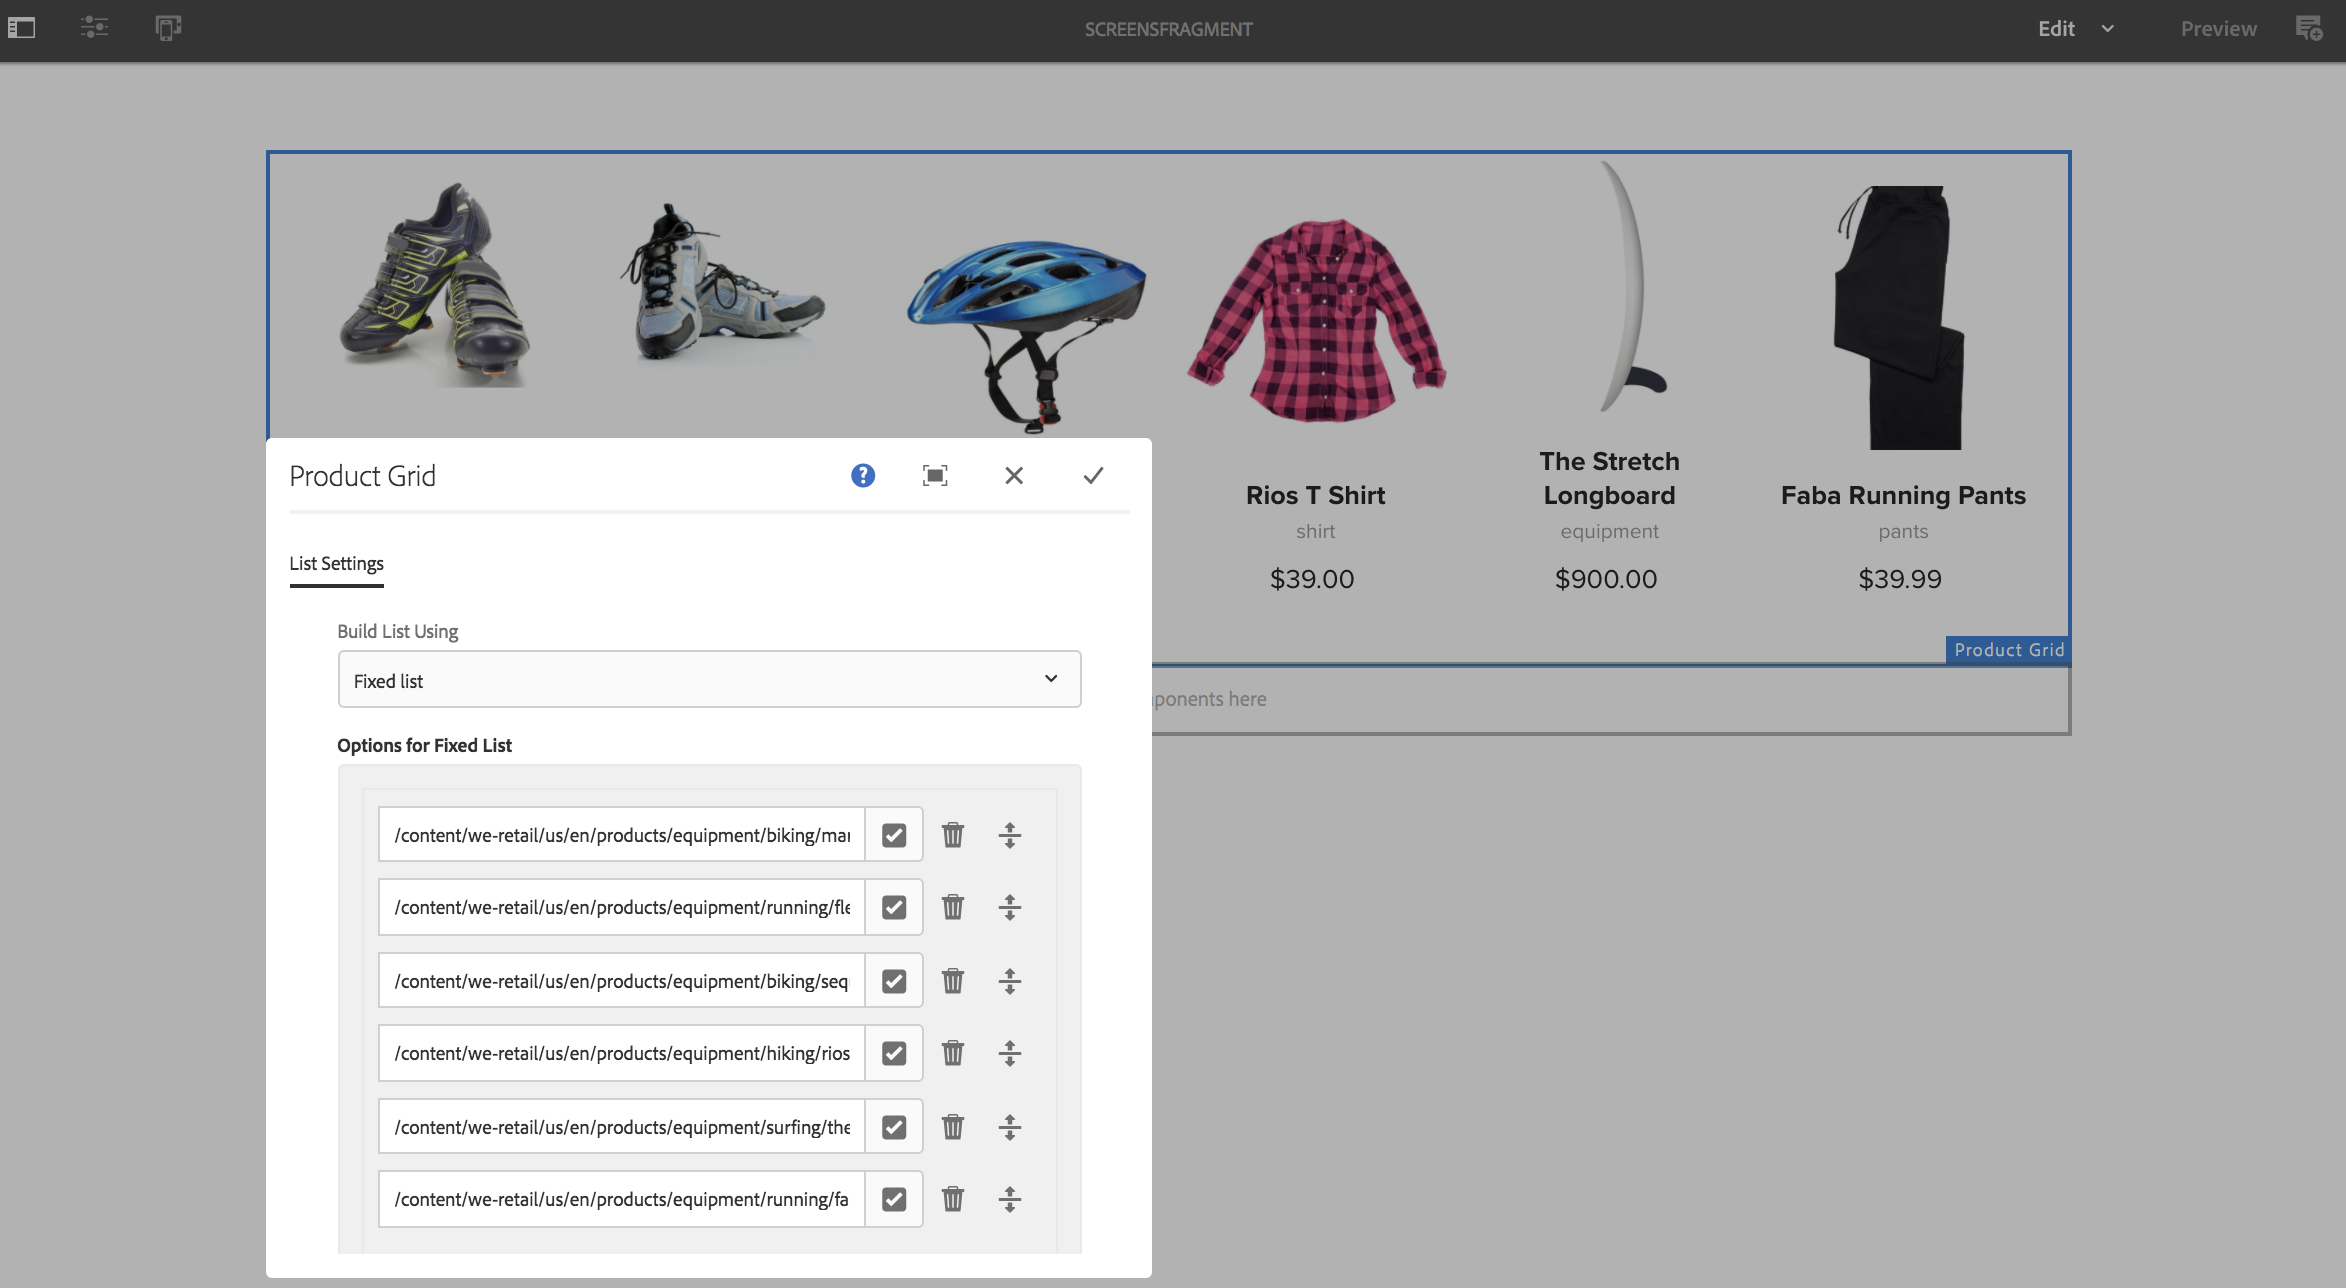 SCREENSFRAGMENT
Edit
Preview
Product Grid
?
List Settings
Build List Using
Fixed list
Options for Fixed List
/content/we-retail/us/en/products/equipment/biking/mar
/content/we-retail/us/en/products/equipment/running/fle
/content/we-retail/us/en/products/equipment/biking/seq
/content/we-retail/us/en/products/equipment/hiking/rios
/content/we-retail/us/en/products/equipment/surfing/the
/content/we-retail/us/en/products/equipment/running/fa
Rios T Shirt
shirt
$39.00
The Stretch
Longboard
equipment
$900.00
Faba Running Pants
pants
$39.99
Product Grid
ponents here